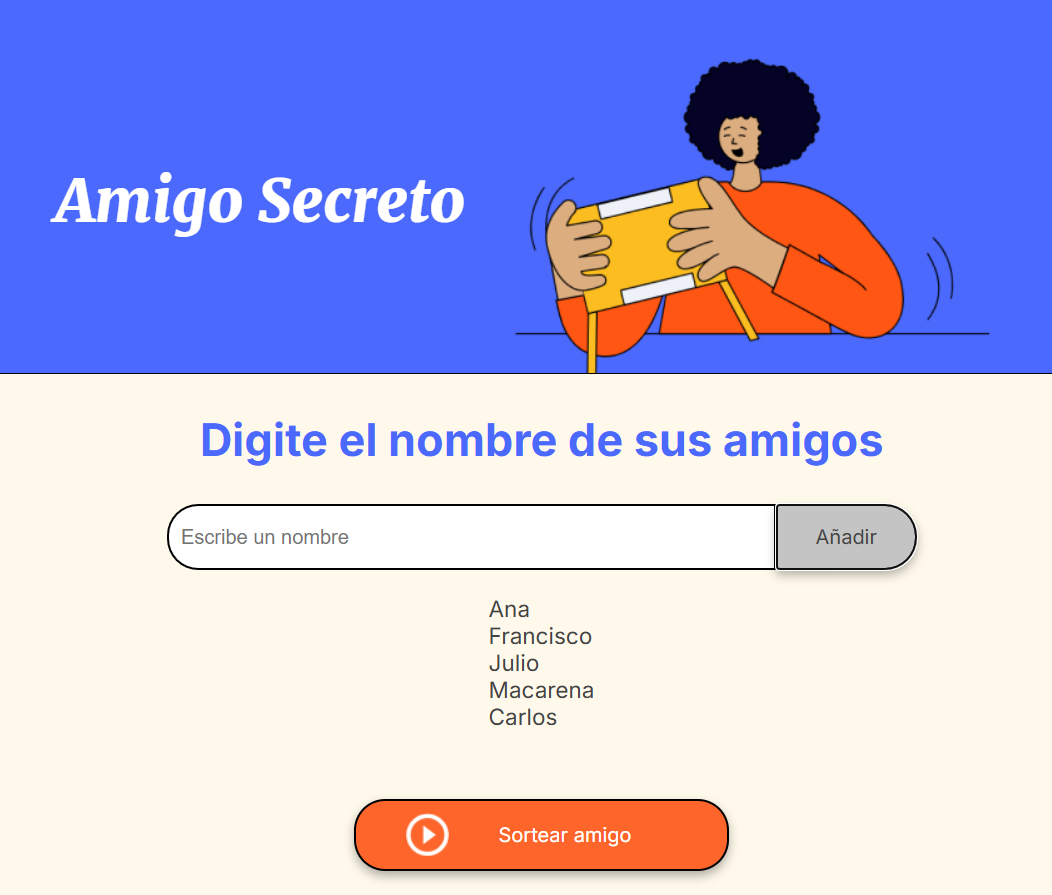 Amigo Secreto
Digite el nombre de sus amigos
Escribe un nombre
Añadir
Ana
Francisco
Julio
Macarena
Carlos
Sortear amigo